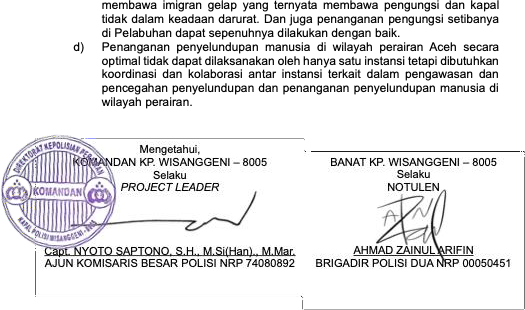 membawa imigran gelap yang ternyata membawa pengungsi dan kapal
tidak dalam keadaan darurat. Dan juga penanganan pengungsi setibanya
di Pelabuhan dapat sepenuhnya dilakukan dengan baik.
d) Penanganan penyelundupan manusia di wilayah perairan Aceh secara
optimal tidak dapat dilaksanakan oleh hanya satu instansi tetapi dibutuhkan
koordinasi dan kolaborasi antar instansi terkait dalam pengawasan dan
pencegahan penyelundupan dan penanganan penyelundupan manusia di
wilayah perairan.
Mengetahui,
KOMANDAN KP. WISANGGENI – 8005
Selaku
PROJECT LEADER
DIREKTORAT KEPOLISIAN PERAIRAN
KOMANDAN
KAPAL POLISI WISANGGENI - 8005
Capt. NYOTO SAPTONO, S.H., M.Si(Han)., M.Mar.
AJUN KOMISARIS BESAR POLISI NRP 74080892
BANAT KP. WISANGGENI – 8005
Selaku
NOTULEN
AHMAD ZAINUL ARIFIN
BRIGADIR POLISI DUA NRP 00050451